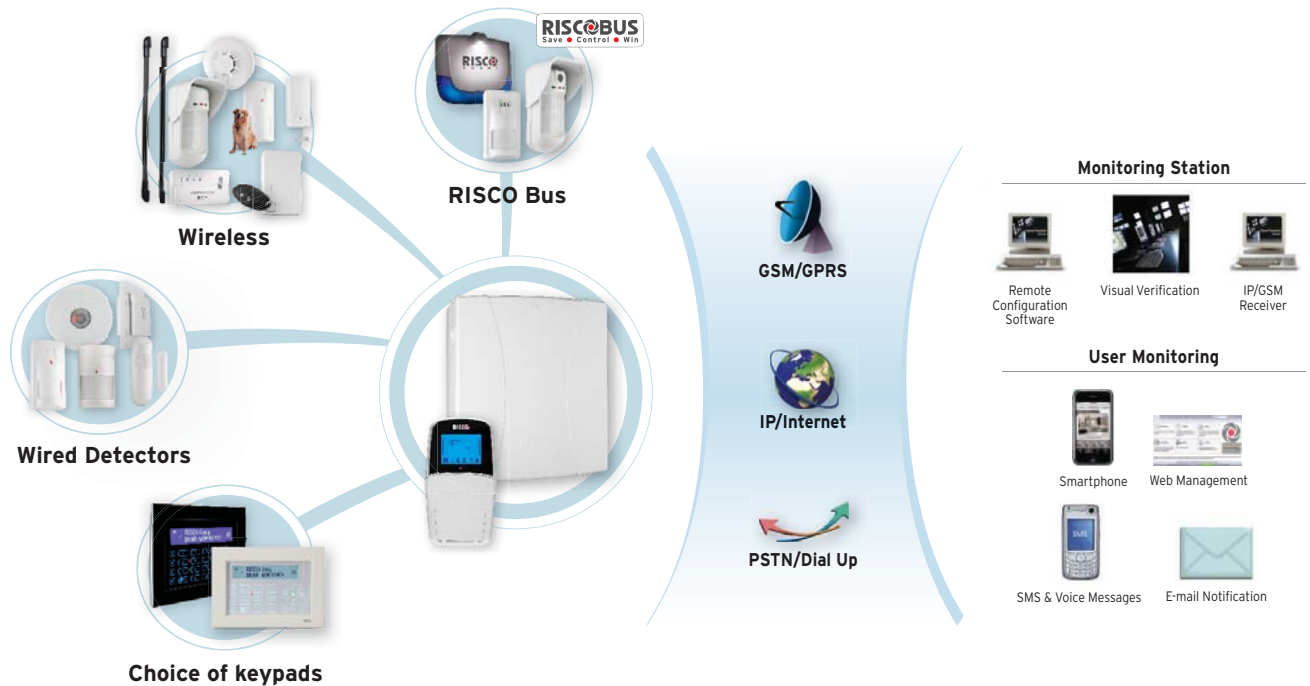 RISCOBUS
Save • Control • Win
RISCO
RISCO Bus
Wireless
Wired Detectors
RISCO
Choice of keypads
GSM/GPRS
IP/Internet
PSTN/Dial Up
Monitoring Station
Remote
Configuration
Software
Visual Verification
IP/GSM
Receiver
User Monitoring
Smartphone
Web Management
SMS
SMS & Voice Messages
E-mail Notification